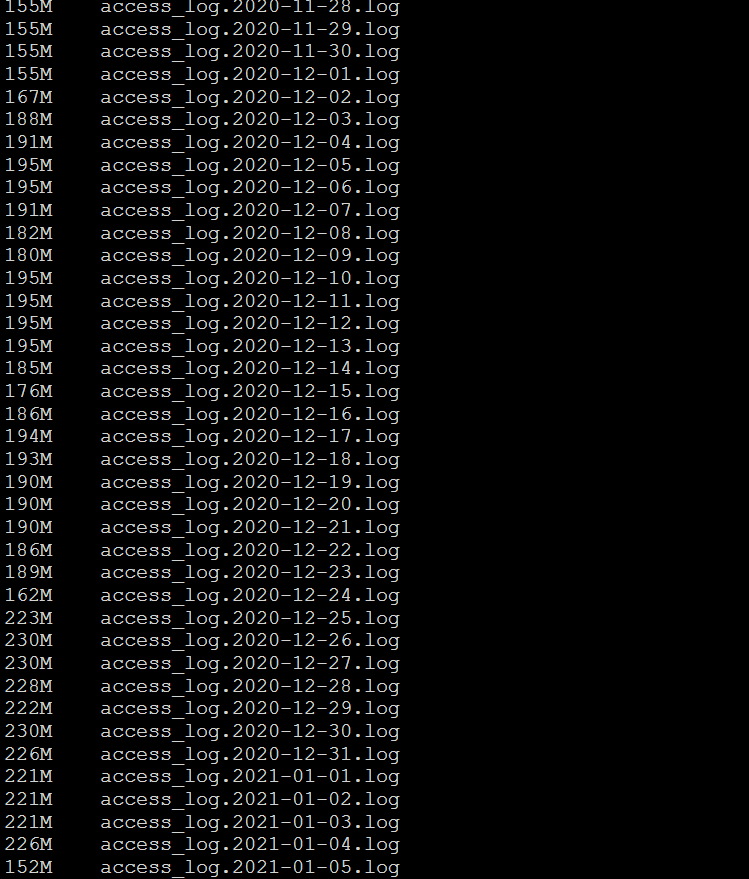 155M    access_log.2020-11-28.log
155M    access_log.2020-11-29.log
155M    access_log.2020-11-30.log
155M    access_log.2020-12-01.log
167M    access_log.2020-12-02.log
188M    access_log.2020-12-03.log
191M    access_log.2020-12-04.log
195M    access_log.2020-12-05.log
195M    access_log.2020-12-06.log
191M    access_log.2020-12-07.log
182M    access_log.2020-12-08.log
180M    access_log.2020-12-09.log
195M    access_log.2020-12-10.log
195M    access_log.2020-12-11.log
195M    access_log.2020-12-12.log
195M    access_log.2020-12-13.log
185M    access_log.2020-12-14.log
176M    access_log.2020-12-15.log
186M    access_log.2020-12-16.log
194M    access_log.2020-12-17.log
193M    access_log.2020-12-18.log
190M    access_log.2020-12-19.log
190M    access_log.2020-12-20.log
190M    access_log.2020-12-21.log
186M    access_log.2020-12-22.log
189M    access_log.2020-12-23.log
162M    access_log.2020-12-24.log
223M    access_log.2020-12-25.log
230M    access_log.2020-12-26.log
230M    access_log.2020-12-27.log
228M    access_log.2020-12-28.log
222M    access_log.2020-12-29.log
230M    access_log.2020-12-30.log
226M    access_log.2020-12-31.log
221M    access_log.2021-01-01.log
221M    access_log.2021-01-02.log
221M    access_log.2021-01-03.log
226M    access_log.2021-01-04.log
152M    access_log.2021-01-05.log